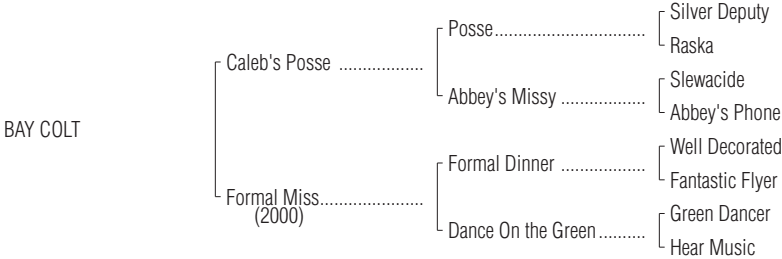 Silver Deputy
Posse..............................
Raska
Caleb's Posse .................
Slewacide
Abbey's Missy .................
Abbey's Phone
BAY COLT
Well Decorated
Formal Dinner .................
Fantastic Flyer
Formal Miss.....................
(2000)
Green Dancer
Dance On the Green..........
Hear Music